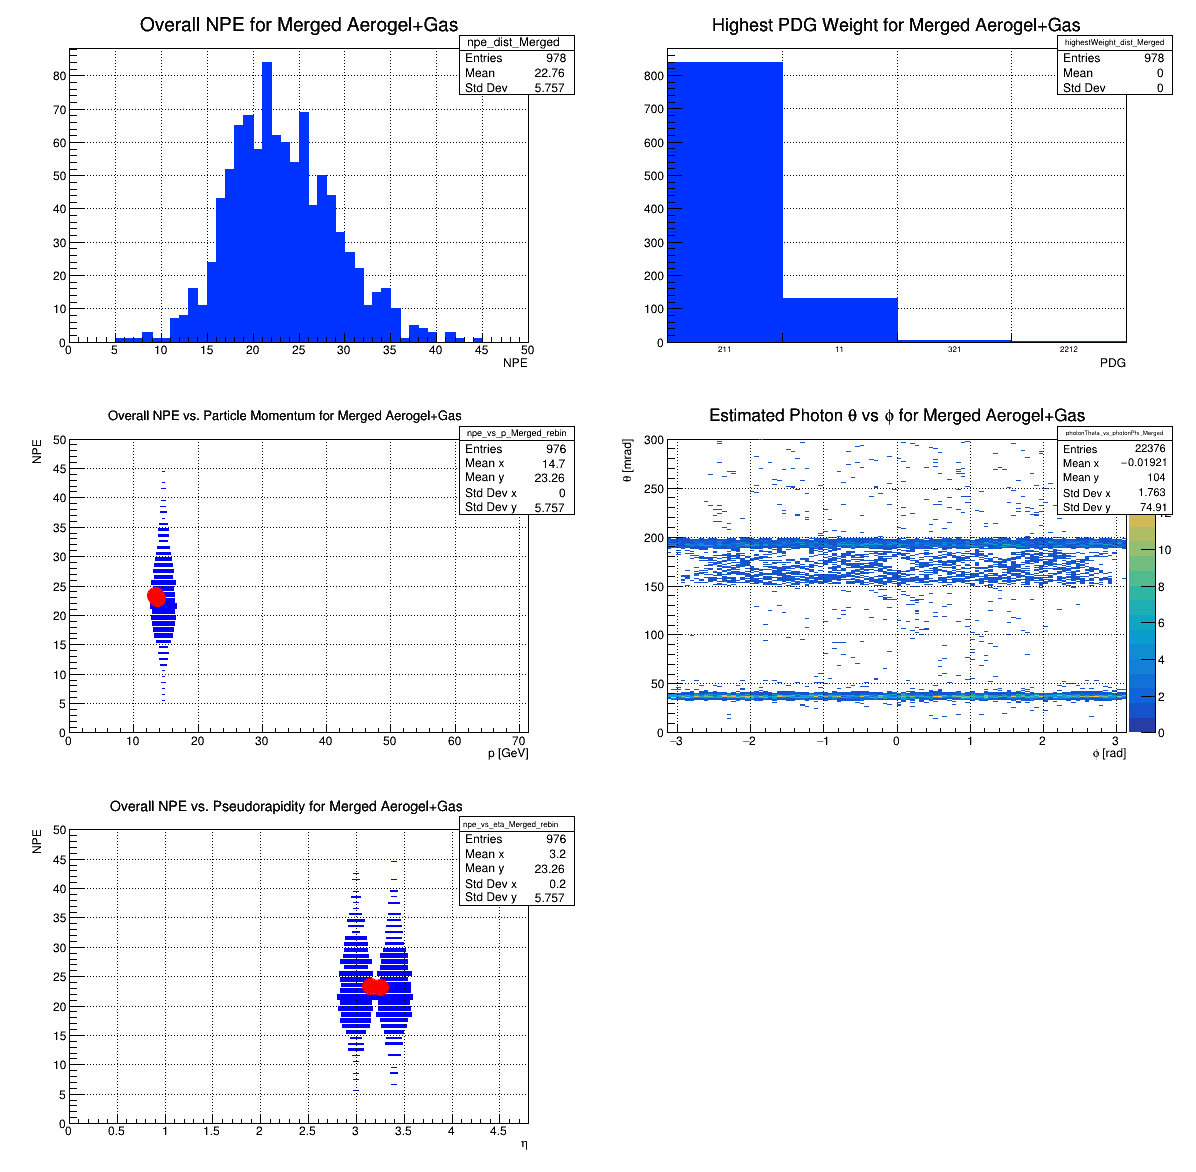 Overall NPE for Merged Aerogel+Gas
npe_dist_Merged
Entries 978
Mean 22.76
Std Dev 5.757
80
70
60
50
40
30
20
10
0
0 5 10 15 20 25 30 35 40 45 50
NPE
Highest PDG Weight for Merged Aerogel+Gas
highestWeight_dist_Merged
Entries 978
Mean 0
Std Dev 0
800
700
600
500
400
300
200
100
0
211 11 321 2212
PDG
Overall NPE vs. Particle Momentum for Merged Aerogel+Gas
npe_vs_p_Merged_rebin
Entries 976
Mean x 14.7
Mean y 23.26
Std Dev x 0
Std Dev y 5.757
NPE
50
45
40
35
30
25
20
15
10
5
0
0 10 20 30 40 50 60 70
p [GeV]
Estimated Photon θ vs ϕ for Merged Aerogel+Gas
photonTheta_vs_photonPhi_Merged
Entries 22376
Mean x −0.01921
Mean y 104
Std Dev x 1.763
Std Dev y 74.91
θ [mrad]
300
250
200
150
100
50
0
−3 −2 −1 0 1 2 3
ϕ [rad]
12
10
8
6
4
2
0
Overall NPE vs. Pseudorapidity for Merged Aerogel+Gas
npe_vs_eta_Merged_rebin
Entries 976
Mean x 3.2
Mean y 23.26
Std Dev x 0.2
Std Dev y 5.757
NPE
50
45
40
35
30
25
20
15
10
5
0
0 0.5 1 1.5 2 2.5 3 3.5 4 4.5
η